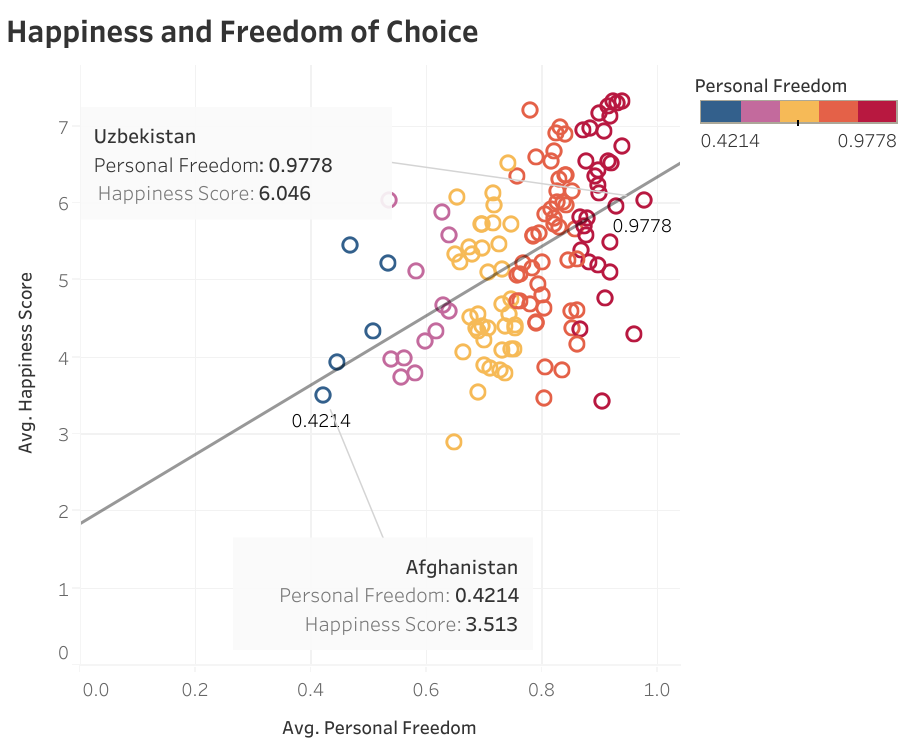 Happiness and Freedom of Choice
Personal Freedom
0.4214 0.9778
Uzbekistan
Personal Freedom: 0.9778
Happiness Score: 6.046
0.9778
0.4214
Afghanistan
Personal Freedom: 0.4214
Happiness Score: 3.513
Avg. Happiness Score
7
6
5
4
3
2
1
0
0.0 0.2 0.4 0.6 0.8 1.0
Avg. Personal Freedom